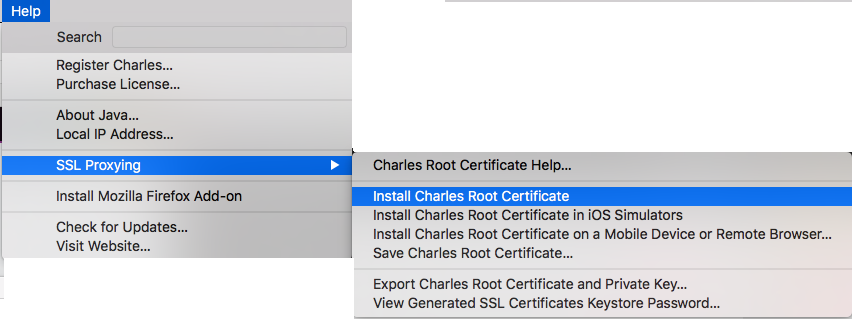 Help
Search
Register Charles...
Purchase License...
About Java...
Local IP Address...
SSL Proxying
Install Mozilla Firefox Add-on
Check for Updates...
Visit Website...
Charles Root Certificate Help...
Install Charles Root Certificate
Install Charles Root Certificate in iOS Simulators
Install Charles Root Certificate on a Mobile Device or Remote Browser...
Save Charles Root Certificate...
Export Charles Root Certificate and Private Key...
View Generated SSL Certificates Keystore Password...